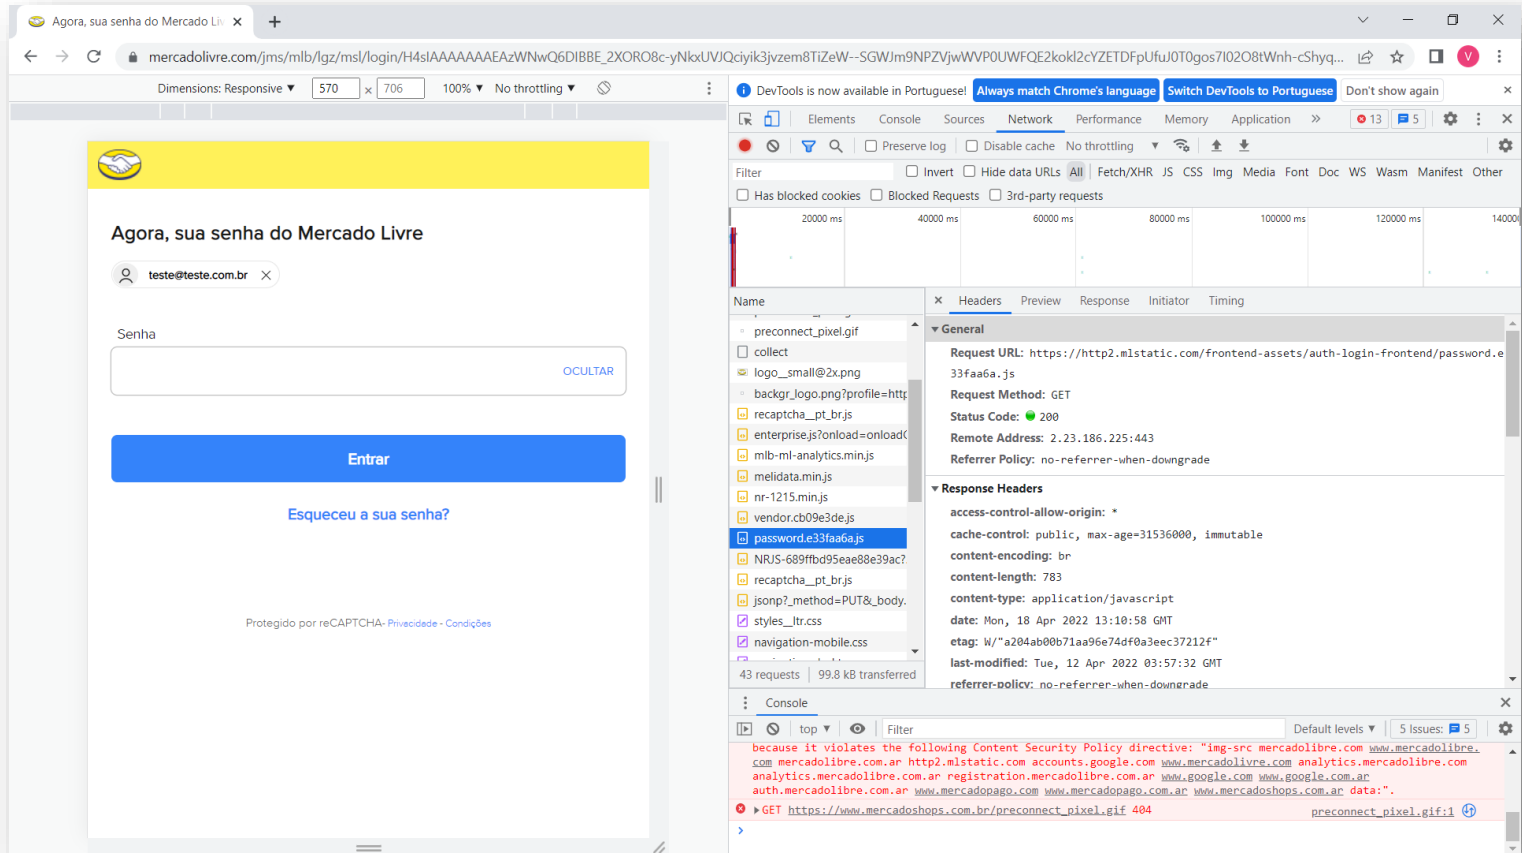 Agora, sua senha do Mercado Liv
mercadolivre.com/jms/mlb/lgz/msl/login/H4sIAAAAAAAEAzWNwQ6DIBBE_2XORO8c-yNkxUVJQciyik3jvzem8TiZeW--SGWJm9NPZVjwWVP0UWFQE2kokl2cYZETDFpUfuJ0T0gos7I02O8tWnh-cShyq...
V
Dimensions: Responsive ▼ 570 × 706 100% ▼ No throttling ▼
DevTools is now available in Portuguese! Always match Chrome's language Switch DevTools to Portuguese Don't show again
Elements Console Sources Network Performance Memory Application » 13 5
Preserve log Disable cache No throttling ▼
Filter Invert Hide data URLs All Fetch/XHR JS CSS Img Media Font Doc WS Wasm Manifest Other
Has blocked cookies Blocked Requests 3rd-party requests
20000 ms 40000 ms 60000 ms 80000 ms 100000 ms 120000 ms 14000
Agora, sua senha do Mercado Livre
teste@teste.com.br
Senha
OCULTAR
Entrar
Esqueceu a sua senha?
Protegido por reCAPTCHA- Privacidade - Condições
Name
preconnect_pixel.gif
collect
logo__small@2x.png
backgr_logo.png?profile=http
recaptcha__pt_br.js
enterprise.js?onload=onloadC
mlb-ml-analytics.min.js
melidata.min.js
nr-1215.min.js
vendor.cb09e3de.js
password.e33faa6a.js
NRJS-689ffbd95eae88e39ac?
recaptcha__pt_br.js
jsonp?_method=PUT&_body.
styles__ltr.css
navigation-mobile.css
43 requests 99.8 kB transferred
Headers Preview Response Initiator Timing
General
Request URL: https://http2.mlstatic.com/frontend-assets/auth-login-frontend/password.e
33faa6a.js
Request Method: GET
Status Code: 200
Remote Address: 2.23.186.225:443
Referrer Policy: no-referrer-when-downgrade
Response Headers
access-control-allow-origin: *
cache-control: public, max-age=31536000, immutable
content-encoding: br
content-length: 783
content-type: application/javascript
date: Mon, 18 Apr 2022 13:10:58 GMT
etag: W/"a204ab00b71aa96e74df0a3eec37212f"
last-modified: Tue, 12 Apr 2022 03:57:32 GMT
referrer-policy: no-referrer-when-downgrade
Console
top ▼ Filter Default levels ▼ 5 Issues: 5
because it violates the following Content Security Policy directive: "img-src mercadolibre.com www.mercadolibre.
com mercadolibre.com.ar http2.mlstatic.com accounts.google.com www.mercadolivre.com analytics.mercadolibre.com
analytics.mercadolibre.com.ar registration.mercadolibre.com.ar www.google.com www.google.com.ar
auth.mercadolibre.com.ar www.mercadopago.com www.mercadopago.com.ar www.mercadoshops.com.ar data:".
GET https://www.mercadoshops.com.br/preconnect_pixel.gif 404 preconnect_pixel.gif:1